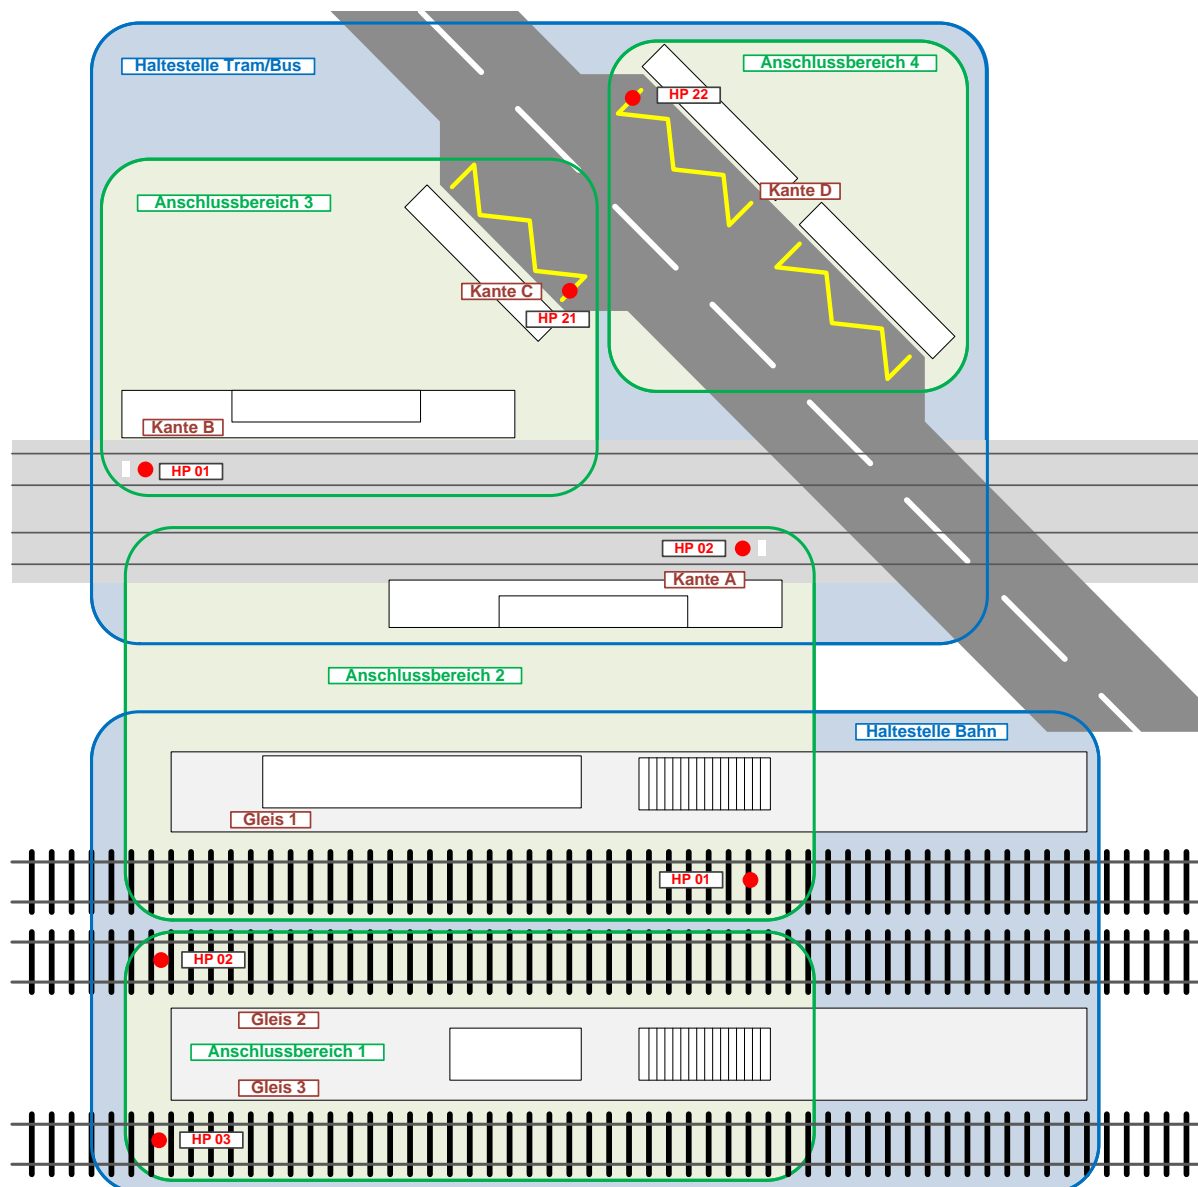 Haltestelle Tram/Bus
Anschlussbereich 4
HP 22
Kante D
Anschlussbereich 3
Kante C
HP 21
Kante B
HP 01
HP 02
Kante A
Anschlussbereich 2
Haltestelle Bahn
Gleis 1
HP 01
HP 02
Gleis 2
Anschlussbereich 1
Gleis 3
HP 03